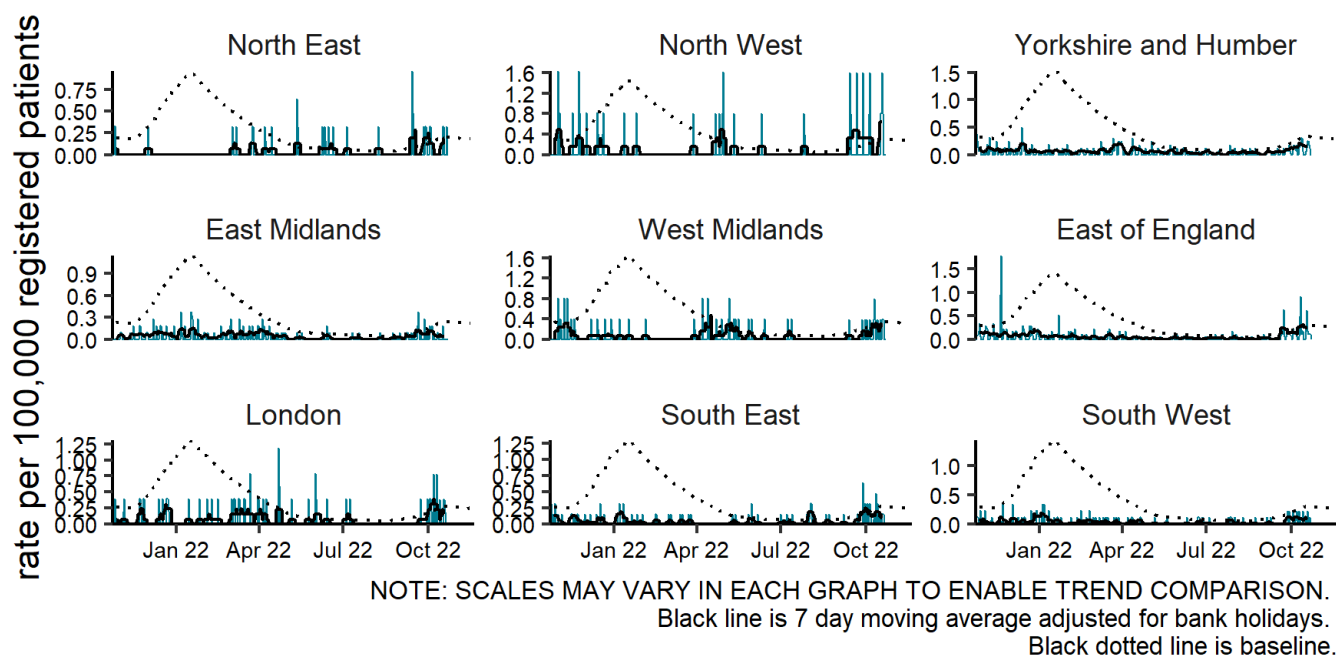 rate per 100,000 registered patients
North East
0.75
0.50
0.25
0.00
North West
1.6
1.2
0.8
0.4
0.0
Yorkshire and Humber
1.5
1.0
0.5
0.0
East Midlands
0.9
0.6
0.3
0.0
West Midlands
1.6
1.2
0.8
0.4
0.0
East of England
1.5
1.0
0.5
0.0
London
1.25
1.00
0.75
0.50
0.25
0.00
Jan 22 Apr 22 Jul 22 Oct 22
South East
1.25
1.00
0.75
0.50
0.25
0.00
Jan 22 Apr 22 Jul 22 Oct 22
South West
1.0
0.5
0.0
Jan 22 Apr 22 Jul 22 Oct 22
NOTE: SCALES MAY VARY IN EACH GRAPH TO ENABLE TREND COMPARISON.
Black line is 7 day moving average adjusted for bank holidays.
Black dotted line is baseline.